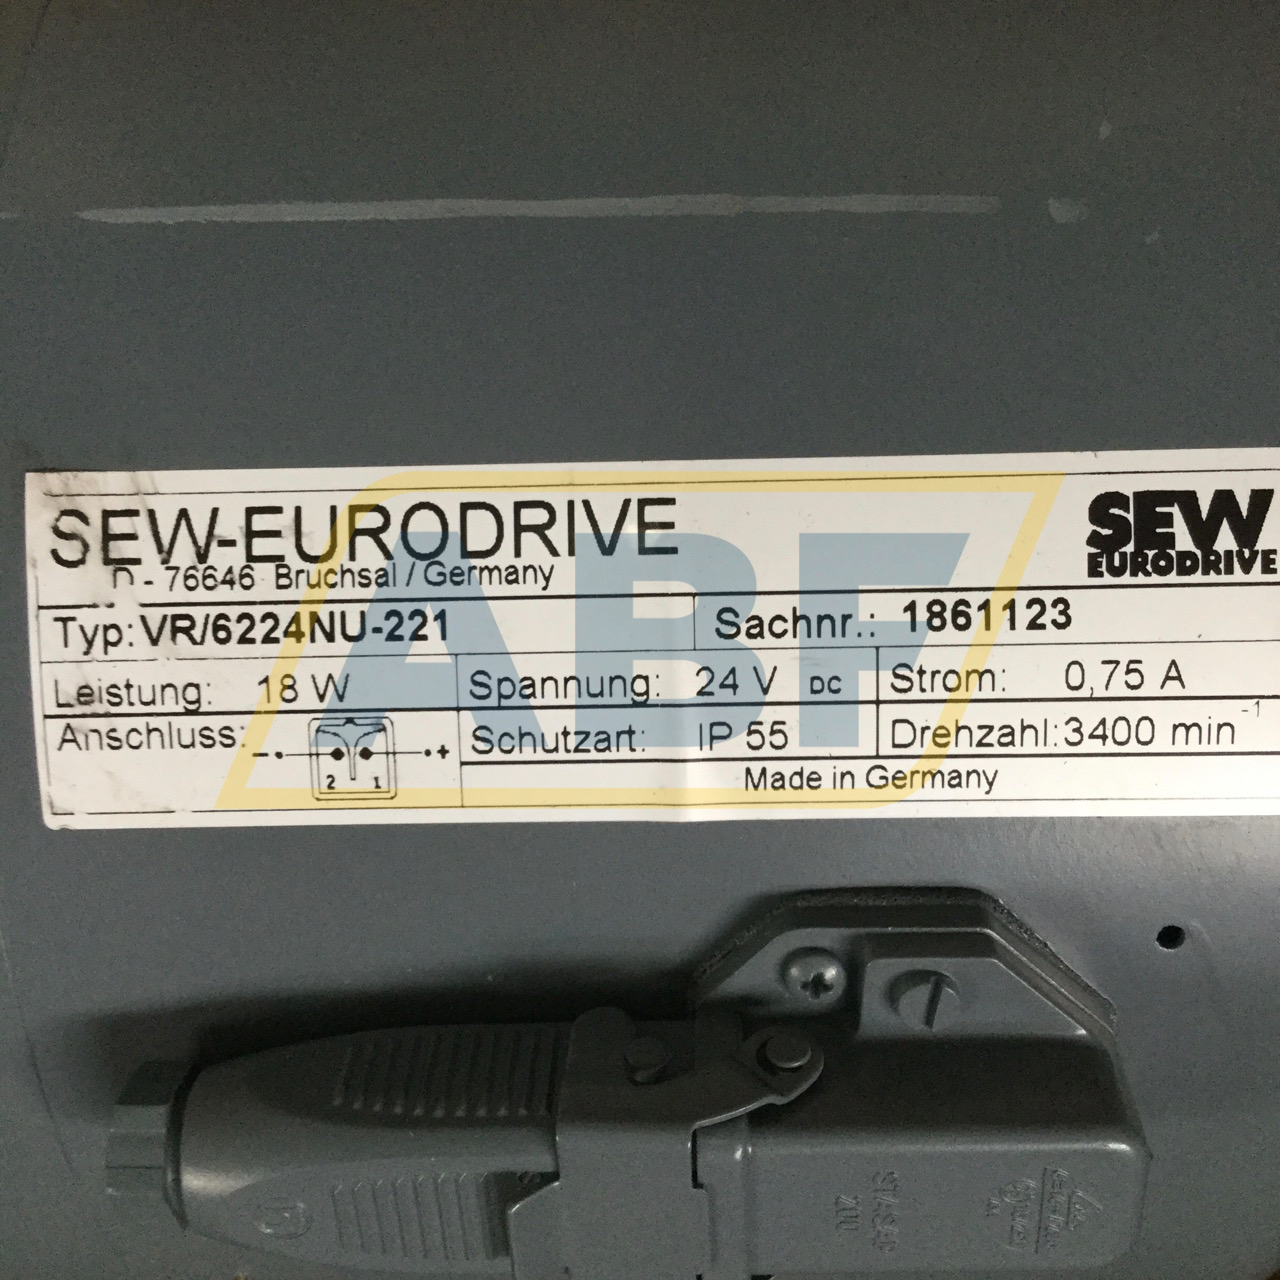 SEW-EURODRIVE
D - 76646 Bruchsal / Germany
SEW
EURODRIVE
Typ: VR/6224NU-221
Sachnr.: 1861123
Leistung: 18 W
Spannung: 24 V DC
Strom: 0,75 A
Anschluss: - +
2 1
Schutzart: IP 55
Drehzahl: 3400 min⁻¹
Made in Germany
ABF